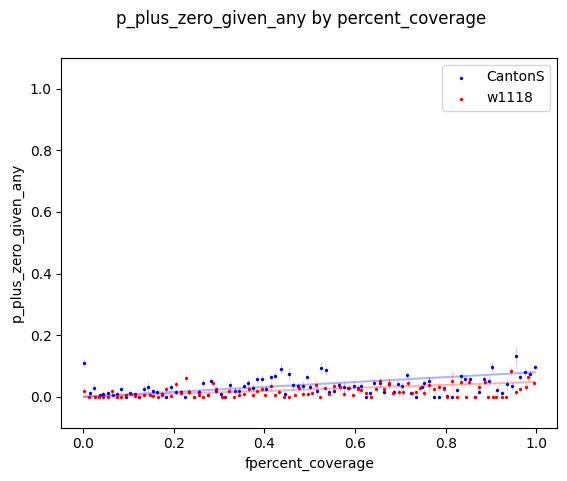 p_plus_zero_given_any by percent_coverage
CantonS
w1118
1.0
0.8
0.6
0.4
0.2
0.0
p_plus_zero_given_any
0.0 0.2 0.4 0.6 0.8 1.0
fpercent_coverage